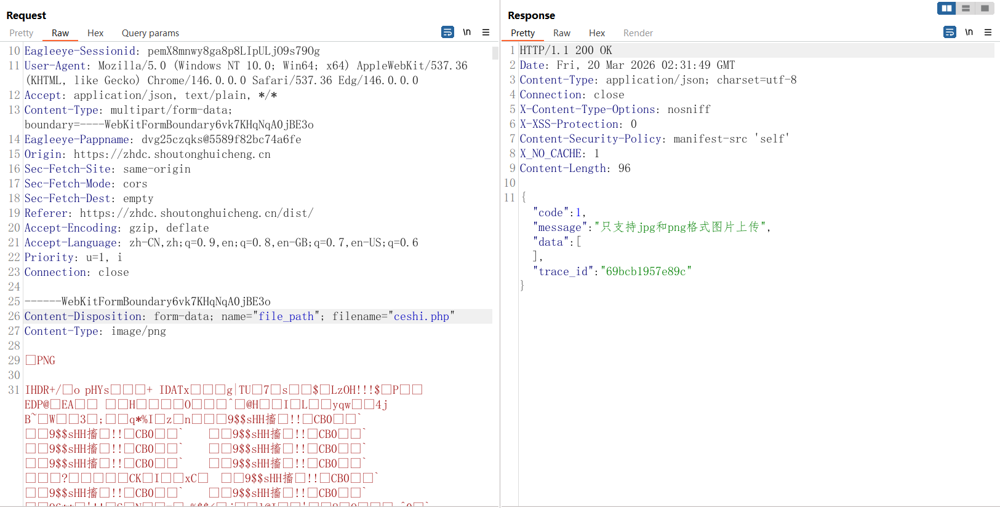 Request
Pretty Raw Hex Query params \n
10 Eagleeye-Sessionid: pemX8mnwy8ga8p8LIpULjO9s790g
11 User-Agent: Mozilla/5.0 (Windows NT 10.0; Win64; x64) AppleWebKit/537.36
(KHTML, like Gecko) Chrome/146.0.0.0 Safari/537.36 Edg/146.0.0.0
12 Accept: application/json, text/plain, */*
13 Content-Type: multipart/form-data;
boundary=----WebKitFormBoundary6vk7KHqNqA0jBE3o
14 Eagleeye-Pappname: dvg25czqks@5589f82bc74a6fe
15 Origin: https://zhdc.shoutonghuicheng.cn
16 Sec-Fetch-Site: same-origin
17 Sec-Fetch-Mode: cors
18 Sec-Fetch-Dest: empty
19 Referer: https://zhdc.shoutonghuicheng.cn/dist/
20 Accept-Encoding: gzip, deflate
21 Accept-Language: zh-CN,zh;q=0.9,en;q=0.8,en-GB;q=0.7,en-US;q=0.6
22 Priority: u=1, i
23 Connection: close
24
25 ------WebKitFormBoundary6vk7KHqNqA0jBE3o
26 Content-Disposition: form-data; name="file_path"; filename="ceshi.php"
27 Content-Type: image/png
28
29 □PNG
30
31 IHDR+/□o pHYs□□□+ IDATx□□□g|TU□7□s□□$□LzOH!!!$□P□□
EDP@□EA□□ □□H□□□□O□□□^□@H□□I□L□□yqw□□4j
B~□W□□3□;□□q*%I□z□n□□□9$$sHH搐□!!□CBO□□`
□□9$$sHH搐□!!□CBO□□` □□9$$sHH搐□!!□CBO□□`
□□9$$sHH搐□!!□CBO□□` □□9$$sHH搐□!!□CBO□□`
□□9$$sHH搐□!!□CBO□□` □□9$$sHH搐□!!□CBO□□`
□□□?□□□□□CK□I□□xC□ □□9$$sHH搐□!!□CBO□□`
□□9$$sHH搐□!!□CBO□□` □□9$$sHH搐□!!□CBO□□`
Response
Pretty Raw Hex Render \n
1 HTTP/1.1 200 OK
2 Date: Fri, 20 Mar 2026 02:31:49 GMT
3 Content-Type: application/json; charset=utf-8
4 Connection: close
5 X-Content-Type-Options: nosniff
6 X-XSS-Protection: 0
7 Content-Security-Policy: manifest-src 'self'
8 X_NO_CACHE: 1
9 Content-Length: 96
10
11 {
"code":1,
"message":"只支持jpg和png格式图片上传",
"data":[
],
"trace_id":"69bcb1957e89c"
}